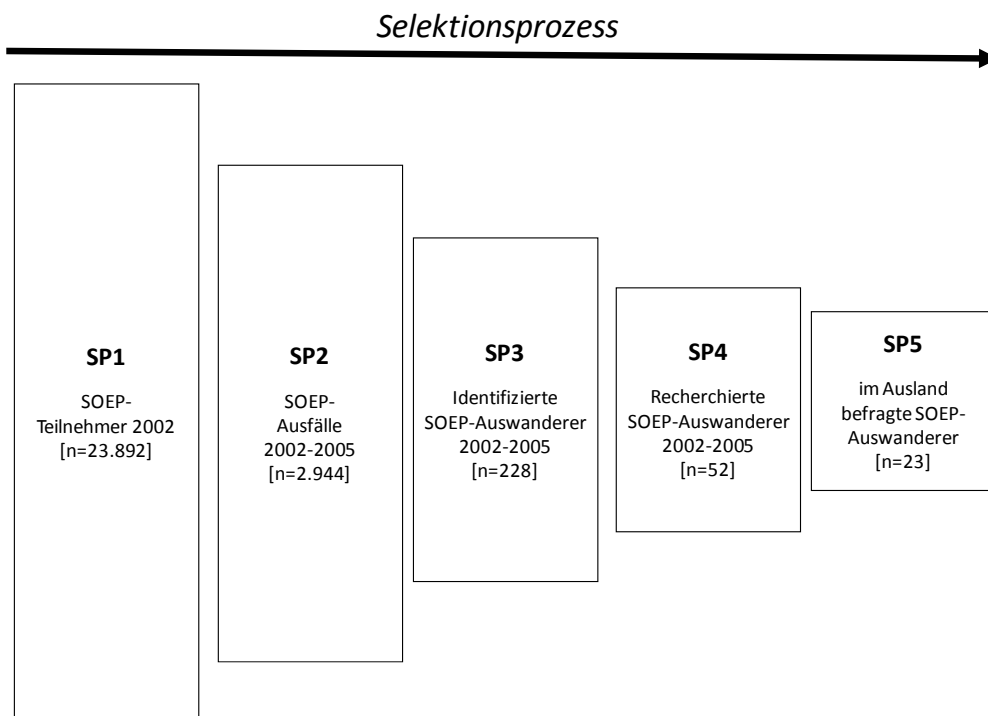 Selektionsprozess
SP1
SOEP-
Teilnehmer 2002
[n=23.892]
SP2
SOEP-
Ausfälle
2002-2005
[n=2.944]
SP3
Identifizierte
SOEP-Auswanderer
2002-2005
[n=228]
SP4
Recherchierte
SOEP-Auswanderer
2002-2005
[n=52]
SP5
im Ausland
befragte SOEP-
Auswanderer
[n=23]